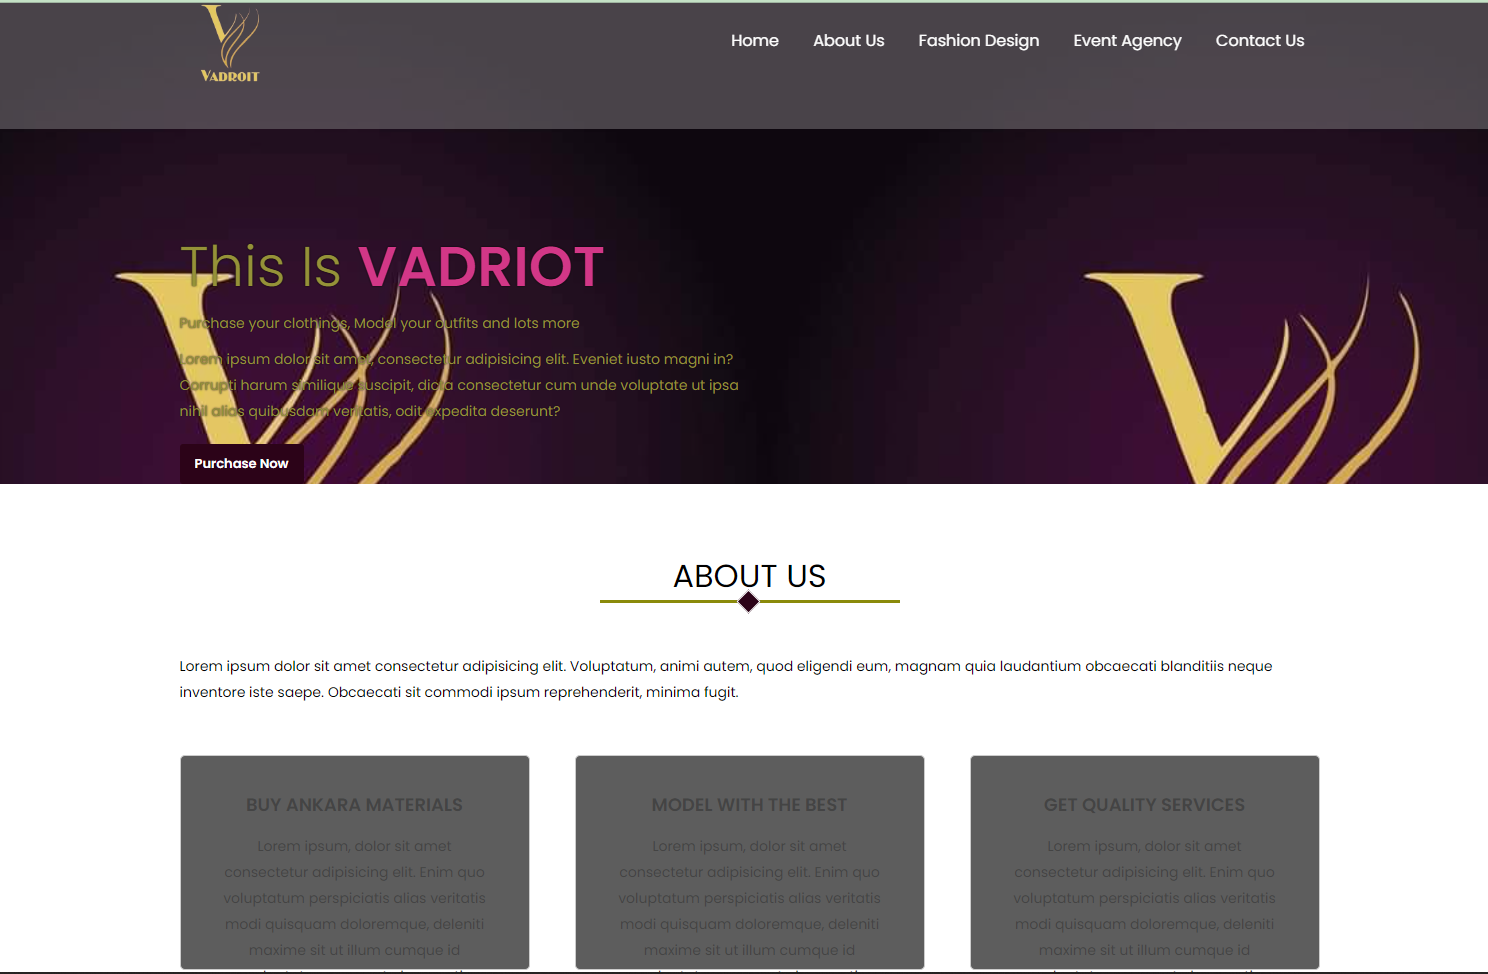 VADROIT
Home About Us Fashion Design Event Agency Contact Us
This Is VADRIOT
Purchase your clothings, Model your outfits and lots more
Lorem ipsum dolor sit amet, consectetur adipisicing elit. Eveniet iusto magni in?
Corrupti harum similique suscipit, dicta consectetur cum unde voluptate ut ipsa
nihil alias quibusdam veritatis, odit expedita deserunt?
Purchase Now
ABOUT US
Lorem ipsum dolor sit amet consectetur adipisicing elit. Voluptatum, animi autem, quod eligendi eum, magnam quia laudantium obcaecati blanditiis neque
inventore iste saepe. Obcaecati sit commodi ipsum reprehenderit, minima fugit.
BUY ANKARA MATERIALS
Lorem ipsum, dolor sit amet
consectetur adipisicing elit. Enim quo
voluptatum perspiciatis alias veritatis
modi quisquam doloremque, deleniti
maxime sit ut illum cumque id
MODEL WITH THE BEST
Lorem ipsum, dolor sit amet
consectetur adipisicing elit. Enim quo
voluptatum perspiciatis alias veritatis
modi quisquam doloremque, deleniti
maxime sit ut illum cumque id
GET QUALITY SERVICES
Lorem ipsum, dolor sit amet
consectetur adipisicing elit. Enim quo
voluptatum perspiciatis alias veritatis
modi quisquam doloremque, deleniti
maxime sit ut illum cumque id